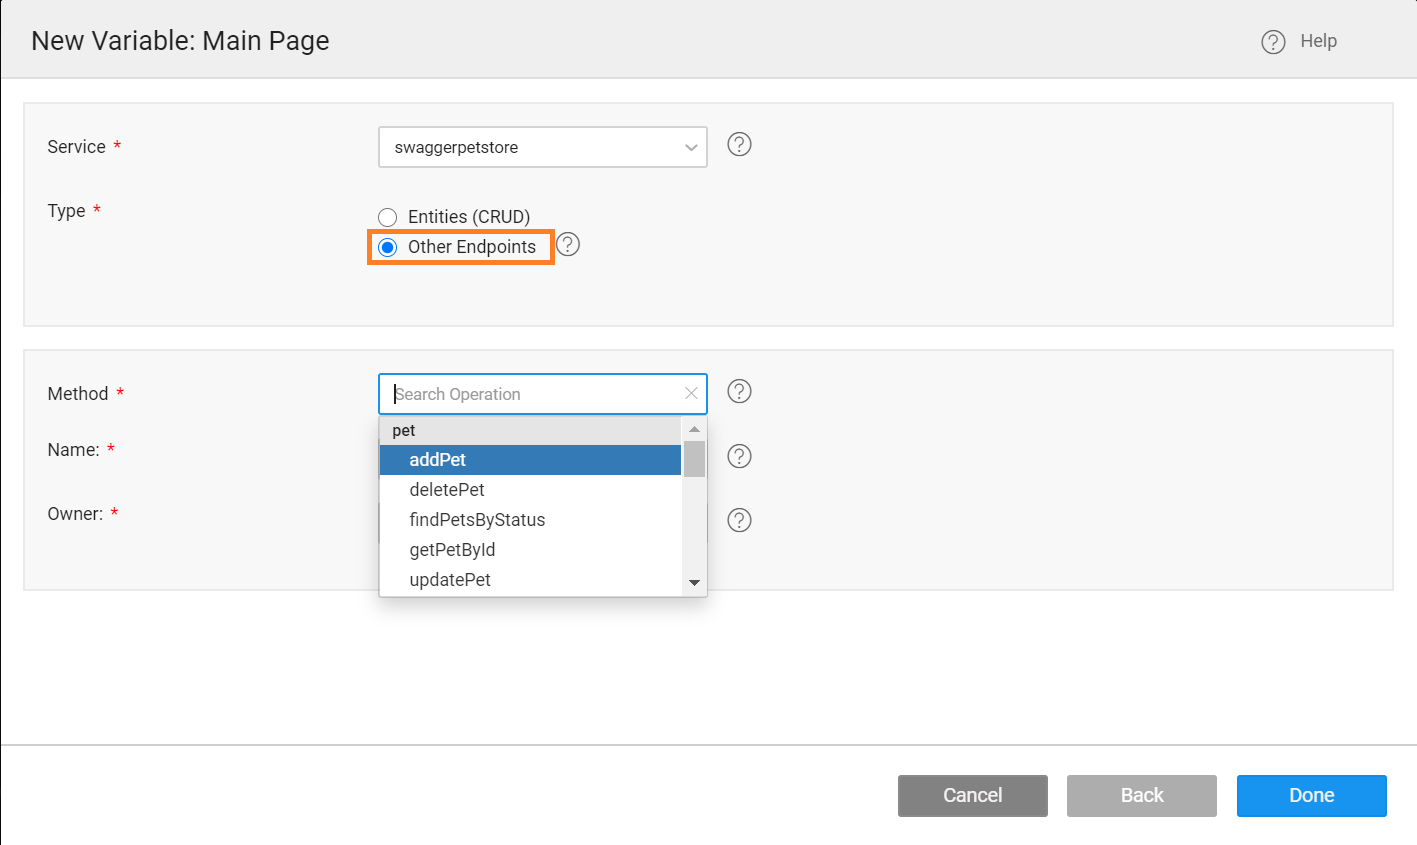 New Variable: Main Page
? Help
Service *
swaggerpetstore
?
Type *
Entities (CRUD)
Other Endpoints
?
Method *
Search Operation
?
pet
addPet
Name: *
?
deletePet
findPetsByStatus
Owner: *
?
getPetById
updatePet
Cancel
Back
Done